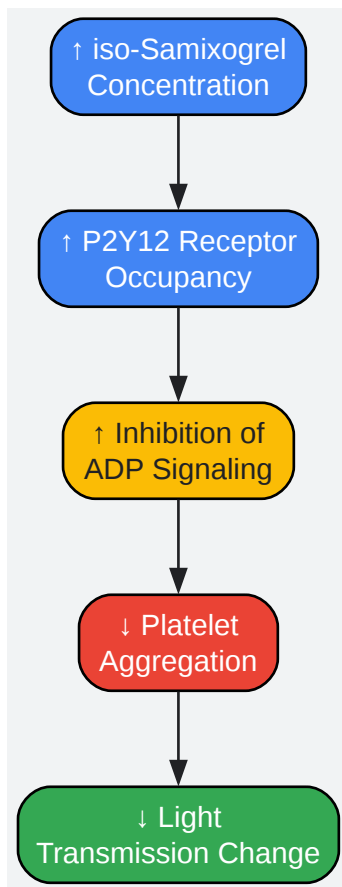 ↑ iso-Samixogrel
Concentration
↑ P2Y12 Receptor
Occupancy
↑ Inhibition of
ADP Signaling
↓ Platelet
Aggregation
↓ Light
Transmission Change